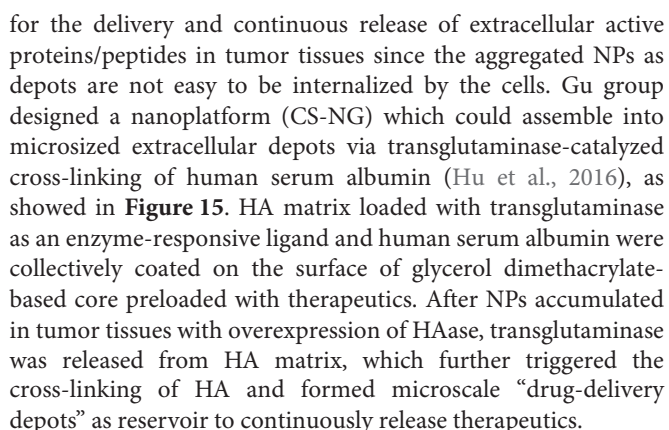 for the delivery and continuous release of extracellular active
proteins/peptides in tumor tissues since the aggregated NPs as
depots are not easy to be internalized by the cells. Gu group
designed a nanoplatform (CS-NG) which could assemble into
microsized extracellular depots via transglutaminase-catalyzed
cross-linking of human serum albumin (Hu et al., 2016), as
showed in Figure 15. HA matrix loaded with transglutaminase
as an enzyme-responsive ligand and human serum albumin were
collectively coated on the surface of glycerol dimethacrylate-
based core preloaded with therapeutics. After NPs accumulated
in tumor tissues with overexpression of HAase, transglutaminase
was released from HA matrix, which further triggered the
cross-linking of HA and formed microscale “drug-delivery
depots” as reservoir to continuously release therapeutics.